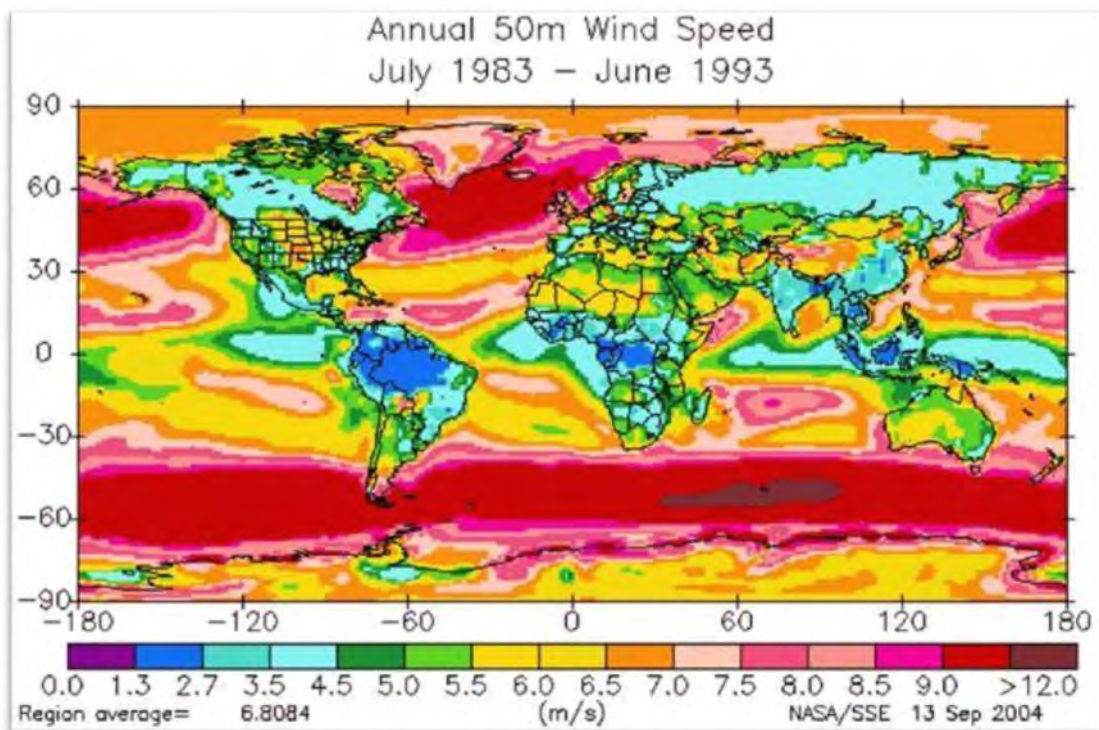 Annual 50m Wind Speed
July 1983 – June 1993
90
60
30
0
−30
−60
−90
−180 −120 −60 0 60 120 180
0.0 1.3 2.7 3.5 4.5 5.0 5.5 6.0 6.5 7.0 7.5 8.0 8.5 9.0 >12.0
Region average= 6.8084 (m/s) NASA/SSE 13 Sep 2004